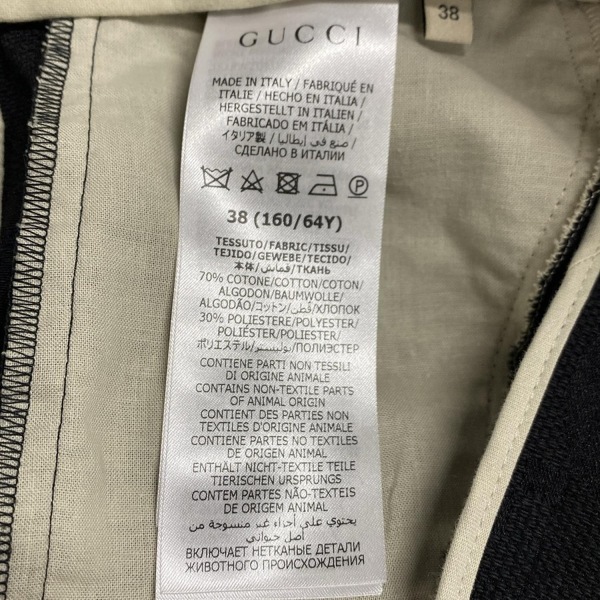 38
GUCCI
MADE IN ITALY / FABRIQUÉ EN
ITALIE / HECHO EN ITALIA /
HERGESTELLT IN ITALIEN /
FABRICADO EM ITÁLIA /
イタリア製 / صنع في إيطاليا /
СДЕЛАНО В ИТАЛИИ
38 (160/64Y)
TESSUTO/FABRIC/TISSU/
TEJIDO/GEWEBE/TECIDO/
本体/قماش/ТКАНЬ
70% COTONE/COTTON/COTON/
ALGODON/BAUMWOLLE/
ALGODÃO/コットン/قطن/ХЛОПОК
30% POLIESTERE/POLYESTER/
POLIÉSTER/POLIESTER/
ポリエステル/بوليستر/ПОЛИЭСТЕР
CONTIENE PARTI NON TESSILI
DI ORIGINE ANIMALE
CONTAINS NON-TEXTILE PARTS
OF ANIMAL ORIGIN
CONTIENT DES PARTIES NON
TEXTILES D'ORIGINE ANIMALE
CONTIENE PARTES NO TEXTILES
DE ORIGEN ANIMAL
ENTHÄLT NICHT-TEXTILE TEILE
TIERISCHEN URSPRUNGS
CONTEM PARTES NÃO-TEXTEIS
DE ORIGEM ANIMAL
يحتوي على أجزاء غير منسوجة من
أصل حيواني
ВКЛЮЧАЕТ НЕТКАНЫЕ ДЕТАЛИ
ЖИВОТНОГО ПРОИСХОЖДЕНИЯ